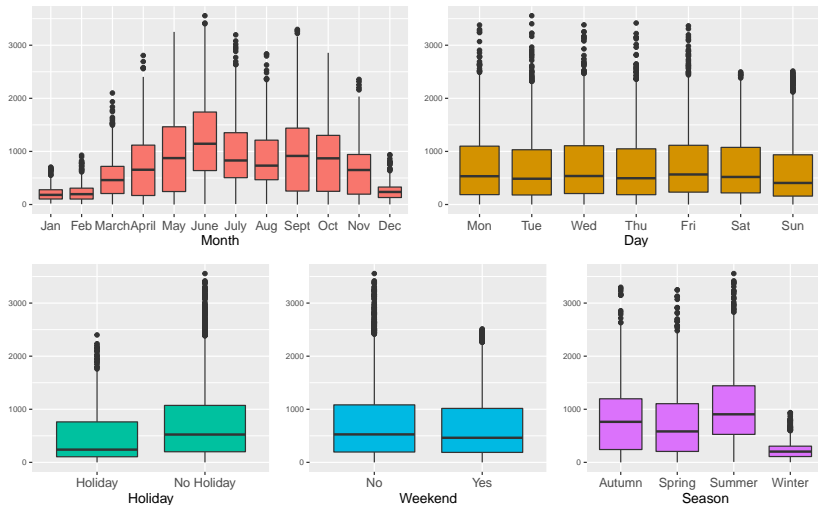 3000
2000
1000
0
Jan Feb March April May June July Aug Sept Oct Nov Dec
Month
3000
2000
1000
0
Mon Tue Wed Thu Fri Sat Sun
Day
3000
2000
1000
0
Holiday No Holiday
Holiday
3000
2000
1000
0
No Yes
Weekend
3000
2000
1000
0
Autumn Spring Summer Winter
Season